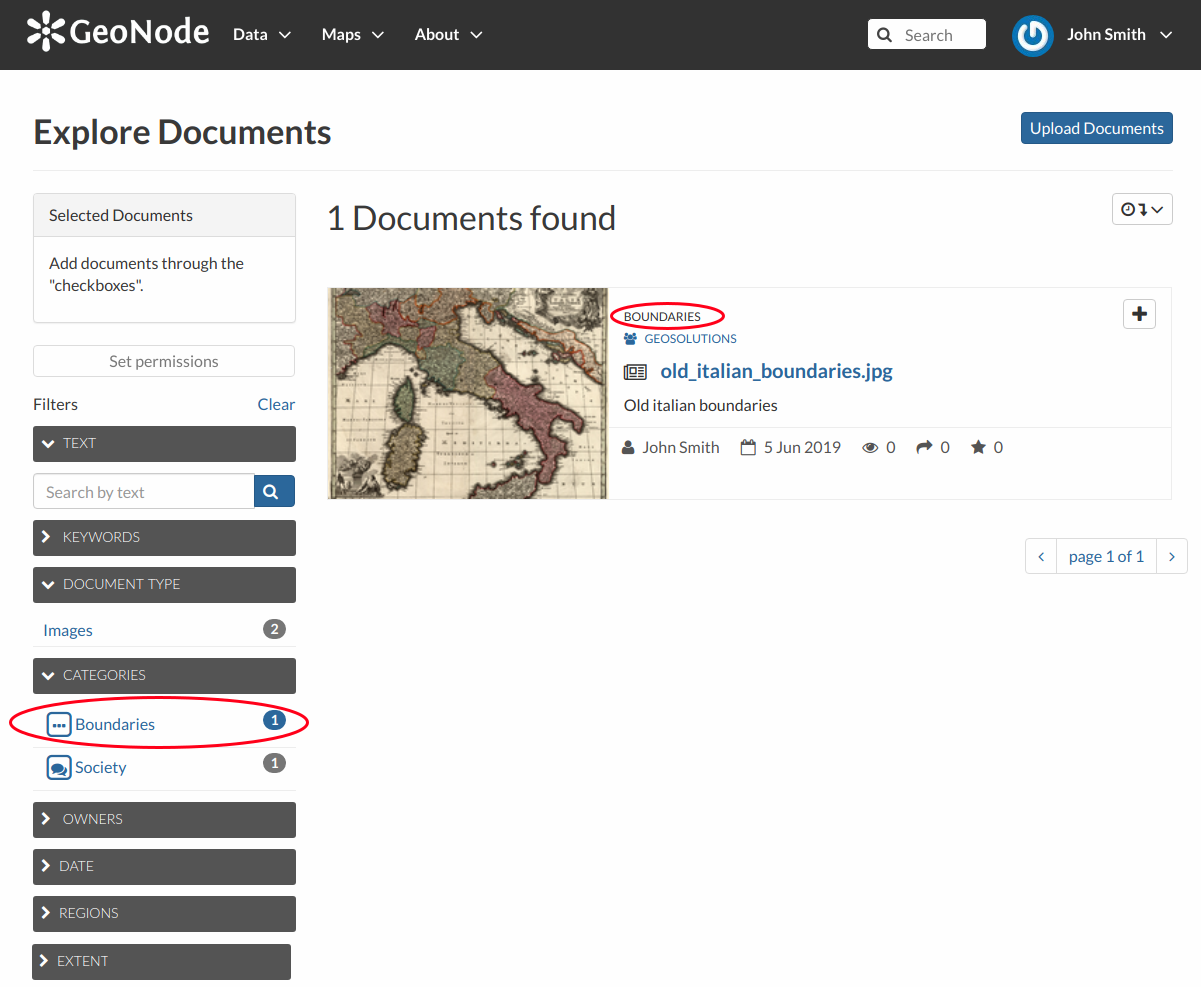 GeoNode
Data
Maps
About
Search
John Smith
Explore Documents
Upload Documents
Selected Documents
Add documents through the
"checkboxes".
Set permissions
Filters
Clear
TEXT
Search by text
KEYWORDS
DOCUMENT TYPE
Images
2
CATEGORIES
Boundaries
1
Society
1
OWNERS
DATE
REGIONS
EXTENT
1 Documents found
BOUNDARIES
GEOSOLUTIONS
old_italian_boundaries.jpg
Old italian boundaries
John Smith
5 Jun 2019
0
0
0
page 1 of 1